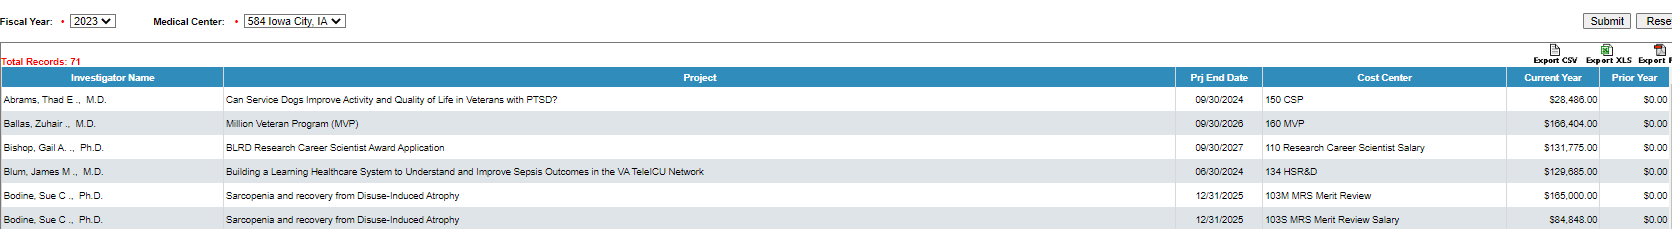 Fiscal Year: • 2023 Medical Center: • 584 Iowa City, IA Submit Rese
Total Records: 71 Export CSV Export XLS Export
Investigator Name Project Prj End Date Cost Center Current Year Prior Year
Abrams, Thad E ., M.D. Can Service Dogs Improve Activity and Quality of Life in Veterans with PTSD? 09/30/2024 150 CSP $28,486.00 $0.00
Ballas, Zuhair ., M.D. Million Veteran Program (MVP) 09/30/2026 160 MVP $166,404.00 $0.00
Bishop, Gail A. ., Ph.D. BLRD Research Career Scientist Award Application 09/30/2027 110 Research Career Scientist Salary $131,775.00 $0.00
Blum, James M ., M.D. Building a Learning Healthcare System to Understand and Improve Sepsis Outcomes in the VA TeleICU Network 06/30/2024 134 HSR&D $129,685.00 $0.00
Bodine, Sue C ., Ph.D. Sarcopenia and recovery from Disuse-Induced Atrophy 12/31/2025 103M MRS Merit Review $165,000.00 $0.00
Bodine, Sue C ., Ph.D. Sarcopenia and recovery from Disuse-Induced Atrophy 12/31/2025 103S MRS Merit Review Salary $84,848.00 $0.00